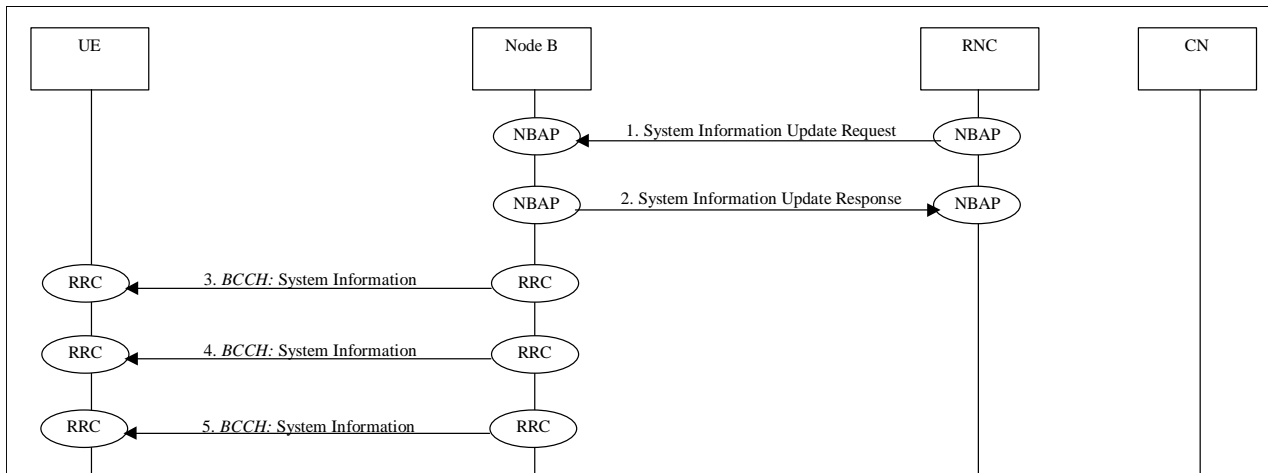 UE
Node B
RNC
CN
NBAP
1. System Information Update Request
NBAP
NBAP
2. System Information Update Response
NBAP
RRC
3. BCCH: System Information
RRC
RRC
4. BCCH: System Information
RRC
RRC
5. BCCH: System Information
RRC